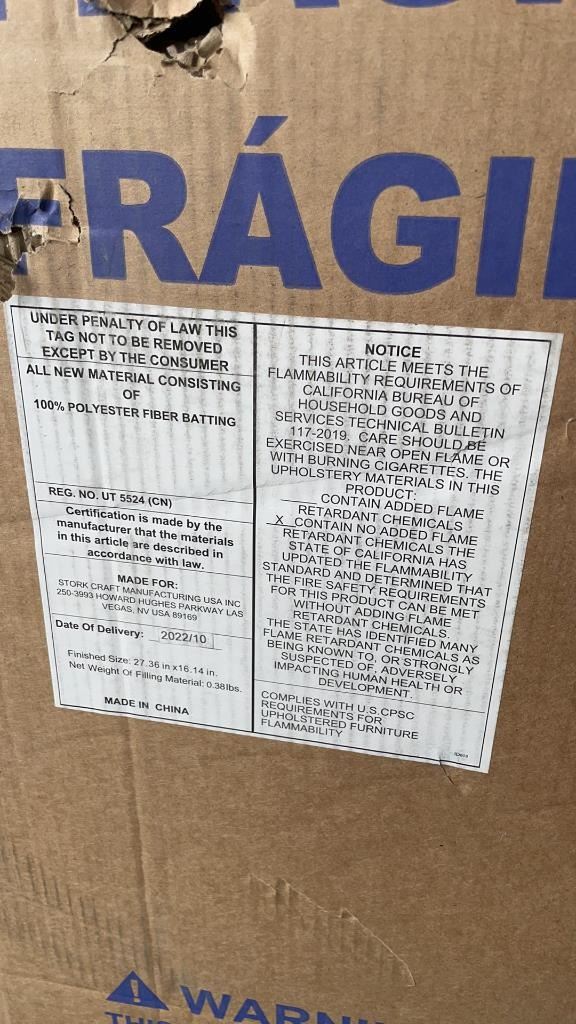 FRÁGI
UNDER PENALTY OF LAW THIS
TAG NOT TO BE REMOVED
EXCEPT BY THE CONSUMER
ALL NEW MATERIAL CONSISTING
OF
100% POLYESTER FIBER BATTING
REG. NO. UT 5524 (CN)
Certification is made by the
manufacturer that the materials
in this article are described in
accordance with law.
MADE FOR:
STORK CRAFT MANUFACTURING USA INC
250-3993 HOWARD HUGHES PARKWAY LAS
VEGAS, NV USA 89169
Date Of Delivery: 2022/10
Finished Size: 27.36 in x16.14 in.
Net Weight Of Filling Material: 0.38lbs.
MADE IN CHINA
NOTICE
THIS ARTICLE MEETS THE
FLAMMABILITY REQUIREMENTS OF
CALIFORNIA BUREAU OF
HOUSEHOLD GOODS AND
SERVICES TECHNICAL BULLETIN
117-2019. CARE SHOULD BE
EXERCISED NEAR OPEN FLAME OR
WITH BURNING CIGARETTES. THE
UPHOLSTERY MATERIALS IN THIS
PRODUCT:
CONTAIN ADDED FLAME
RETARDANT CHEMICALS
X CONTAIN NO ADDED FLAME
RETARDANT CHEMICALS THE
STATE OF CALIFORNIA HAS
UPDATED THE FLAMMABILITY
STANDARD AND DETERMINED THAT
THE FIRE SAFETY REQUIREMENTS
FOR THIS PRODUCT CAN BE MET
WITHOUT ADDING FLAME
RETARDANT CHEMICALS.
THE STATE HAS IDENTIFIED MANY
FLAME RETARDANT CHEMICALS AS
BEING KNOWN TO, OR STRONGLY
SUSPECTED OF, ADVERSELY
IMPACTING HUMAN HEALTH OR
DEVELOPMENT.
COMPLIES WITH U.S.CPSC
REQUIREMENTS FOR
UPHOLSTERED FURNITURE
FLAMMABILITY
WARN
THIS